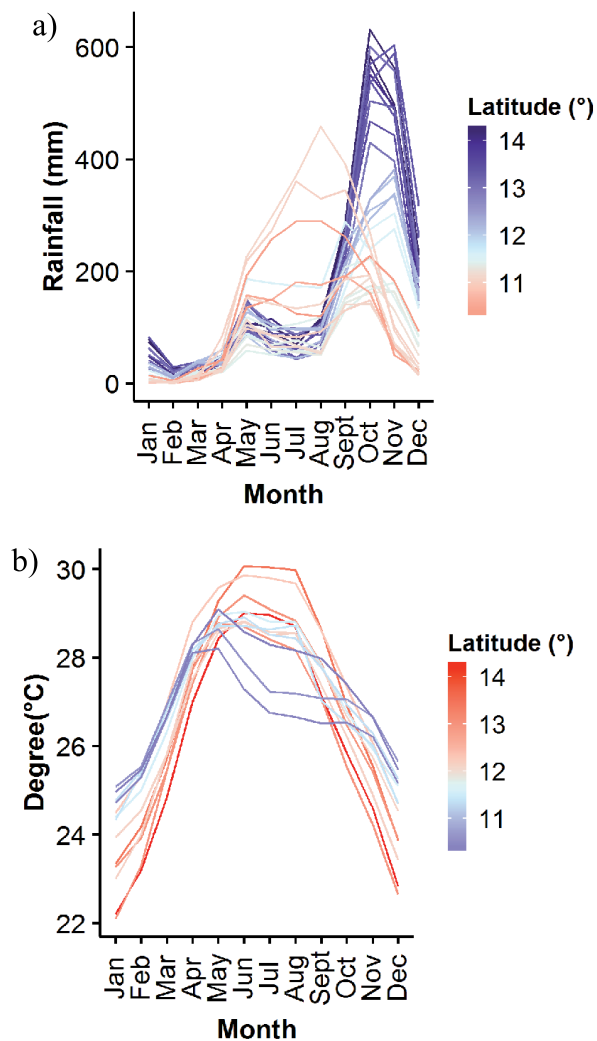 a)
600
400
200
0
Rainfall (mm)
Jan
Feb
Mar
Apr
May
Jun
Jul
Aug
Sept
Oct
Nov
Dec
Month
Latitude (°)
14
13
12
11
b)
30
28
26
24
22
Degree(°C)
Jan
Feb
Mar
Apr
May
Jun
Jul
Aug
Sept
Oct
Nov
Dec
Month
Latitude (°)
14
13
12
11